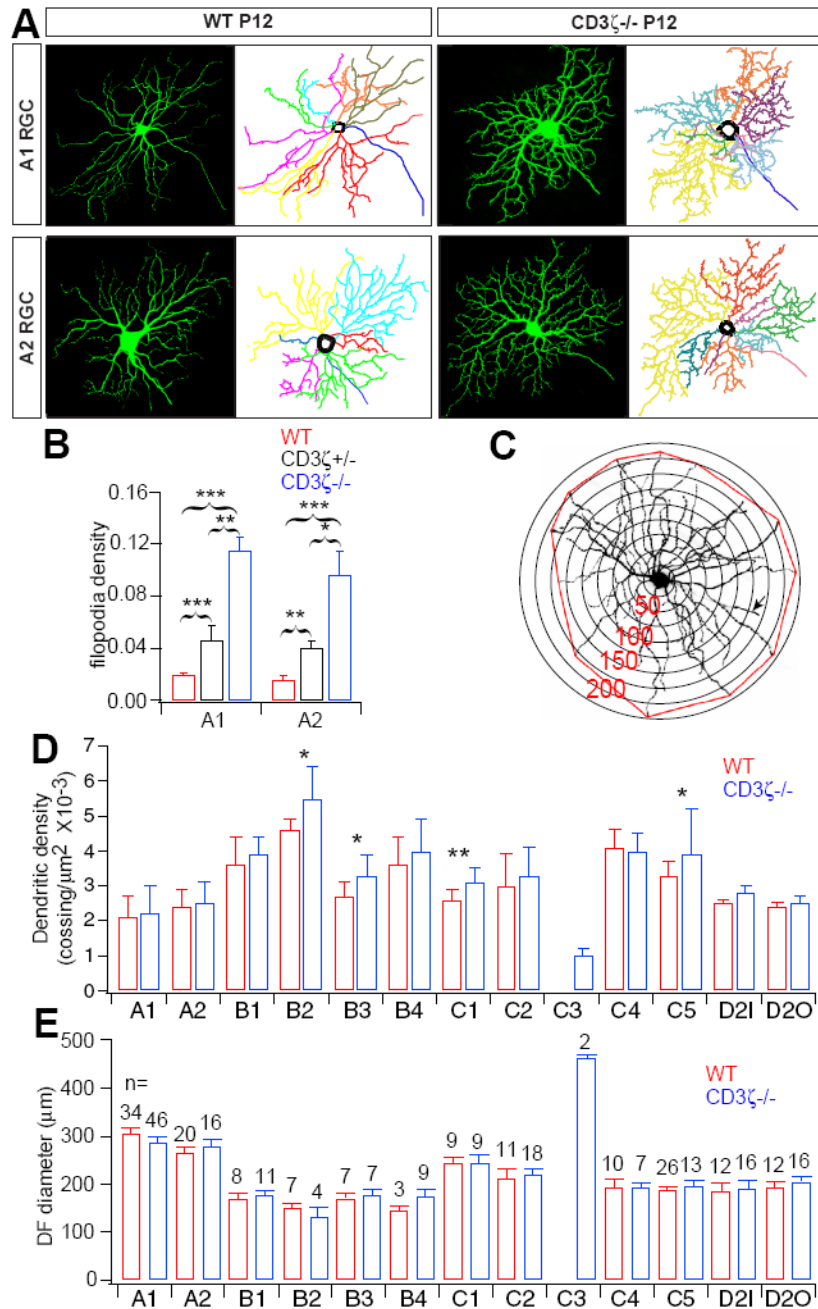 A
WT P12
CD3ζ-/- P12
A1 RGC
A2 RGC
B
WT
CD3ζ+/-
CD3ζ-/-
filopodia density
0.16
0.12
0.08
0.04
0.00
***
**
***
***
*
**
A1 A2
C
50
100
150
200
D
Dendritic density
(cossing/µm² X10-3)
7
6
5
4
3
2
1
0
*
*
**
*
WT
CD3ζ-/-
A1 A2 B1 B2 B3 B4 C1 C2 C3 C4 C5 D2I D2O
E
DF diameter (µm)
500
400
300
200
100
0
n=
34 46 20 16 8 11 7 4 7 7 3 9 9 9 11 18 2 10 7 26 13 12 16 12 16
WT
CD3ζ-/-
A1 A2 B1 B2 B3 B4 C1 C2 C3 C4 C5 D2I D2O